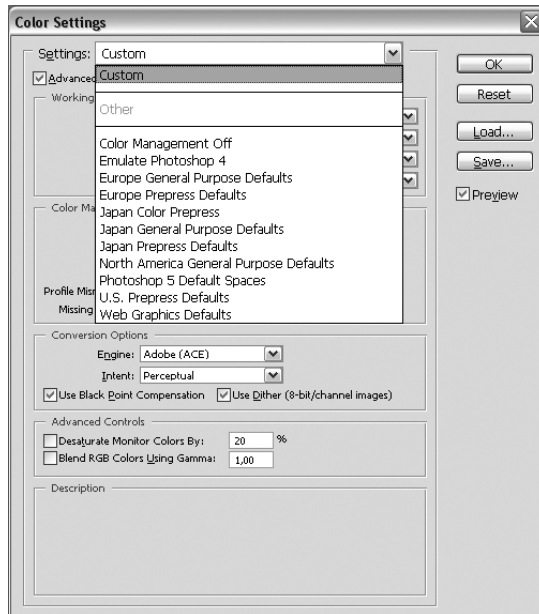 Color Settings
Settings: Custom
Custom
Other
Color Management Off
Emulate Photoshop 4
Europe General Purpose Defaults
Europe Prepress Defaults
Japan Color Prepress
Japan General Purpose Defaults
Japan Prepress Defaults
North America General Purpose Defaults
Photoshop 5 Default Spaces
U.S. Prepress Defaults
Web Graphics Defaults
Advanced
Working
Color Ma
Profile Misr
Missing
Conversion Options
Engine: Adobe (ACE)
Intent: Perceptual
Use Black Point Compensation Use Dither (8-bit/channel images)
Advanced Controls
Desaturate Monitor Colors By: 20 %
Blend RGB Colors Using Gamma: 1,00
Description
OK
Reset
Load...
Save...
Preview